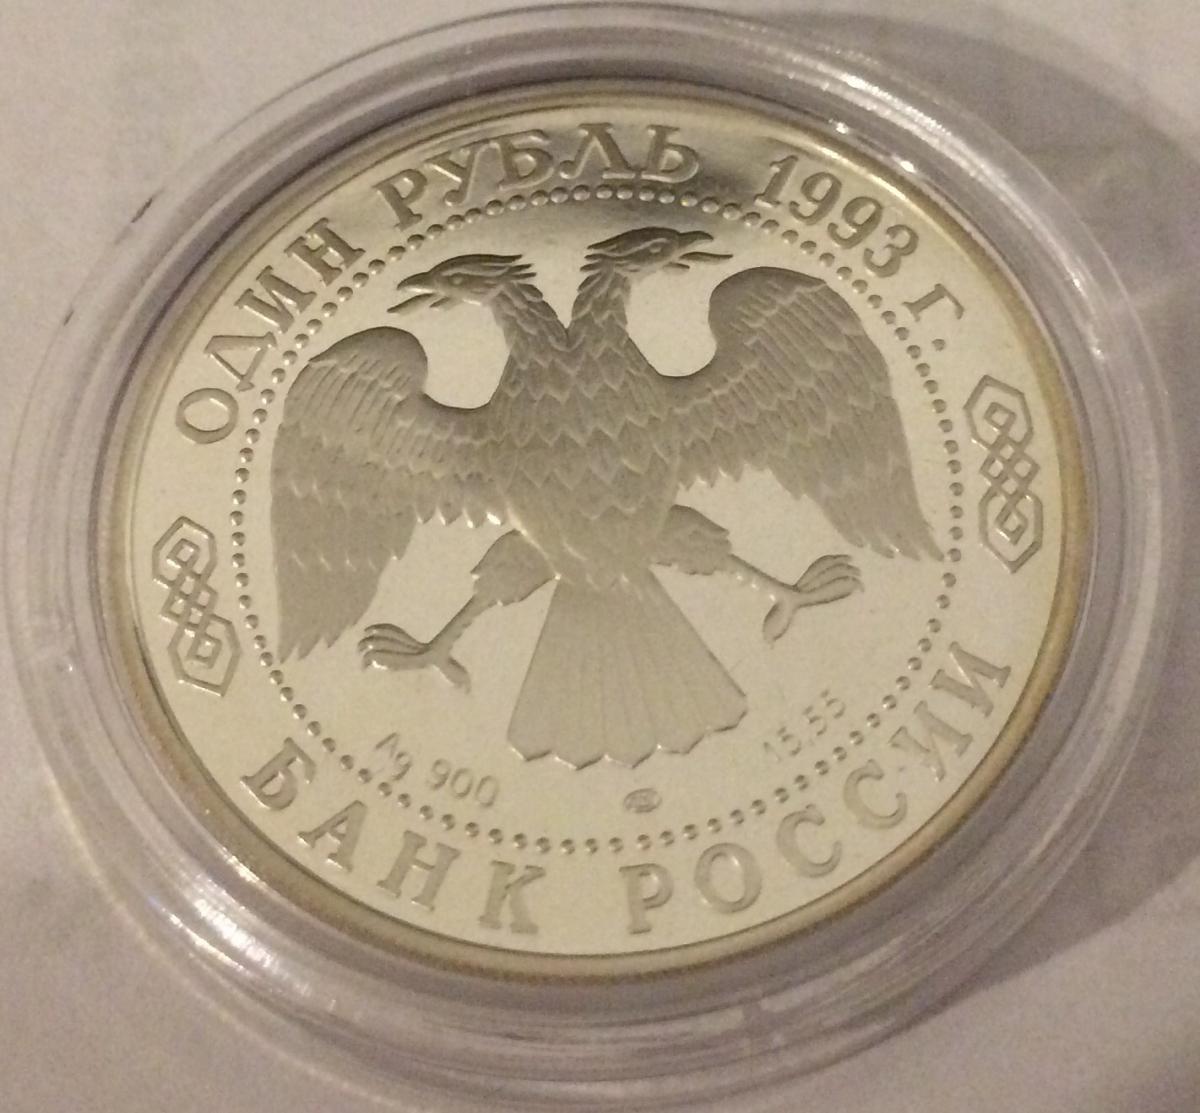 ОДИН РУБЛЬ 1993 г.
Ag 900
15,55
БАНК РОССИИ